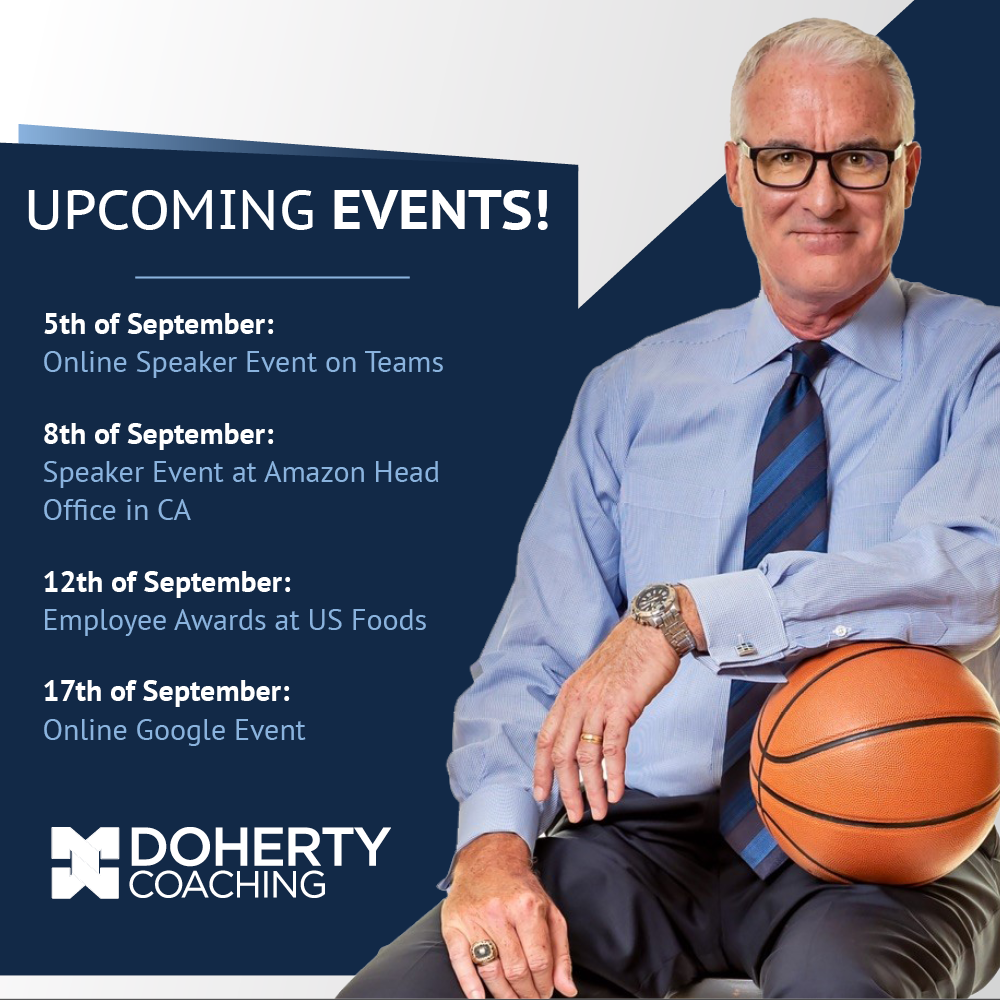 UPCOMING EVENTS!
5th of September:
Online Speaker Event on Teams
8th of September:
Speaker Event at Amazon Head
Office in CA
12th of September:
Employee Awards at US Foods
17th of September:
Online Google Event
DOHERTY
COACHING